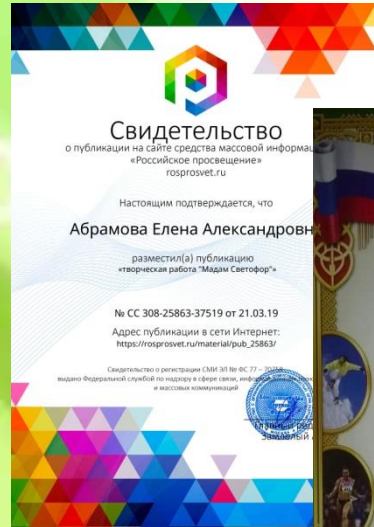 Свидетельство
о публикации на сайте средства массовой информац
«Российское просвещение»
rosprosvet.ru
Настоящим подтверждается, что
Абрамова Елена Александровн
разместил(а) публикацию
«творческая работа "Мадам Светофор"»
№ СС 308-25863-37519 от 21.03.19
Адрес публикации в сети Интернет:
https://rosprosvet.ru/material/pub_25863/
Свидетельство о регистрации СМИ ЭЛ № ФС 77 –
выдано Федеральной службой по надзору в сфере связи,
и массовых коммуникаций